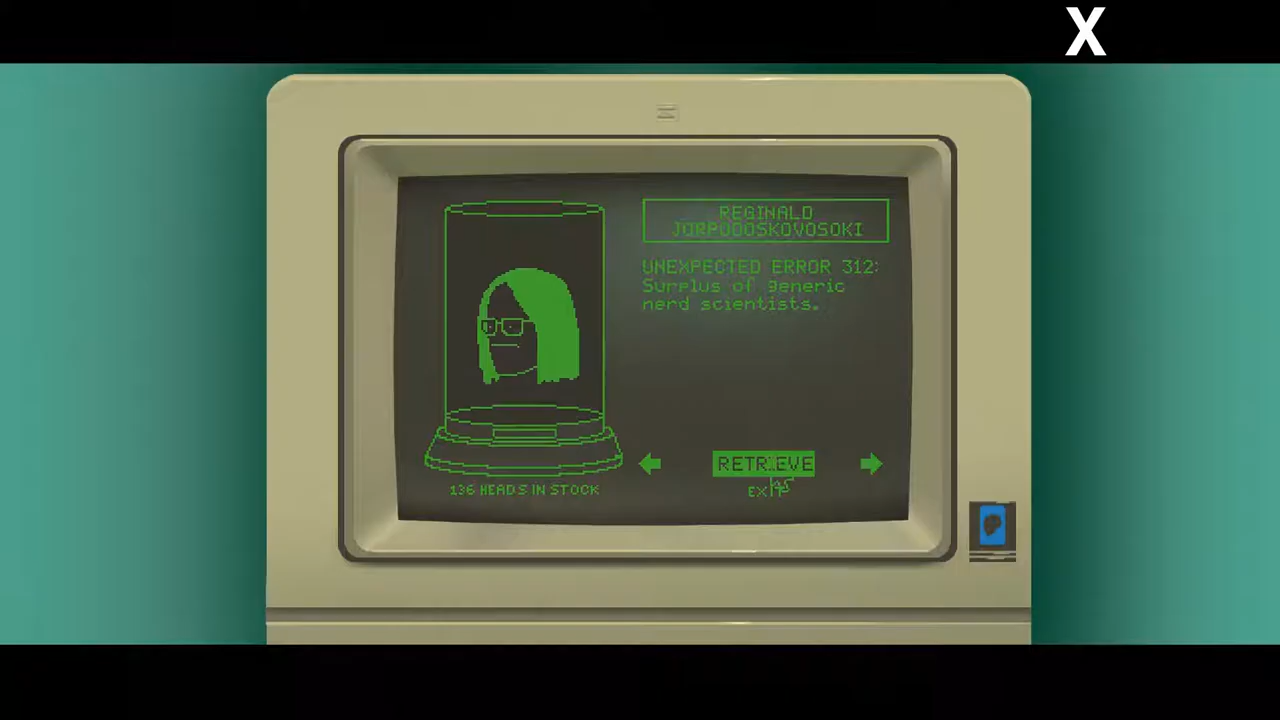 X
REGINALD
JORPODOSKOVOSOKI
UNEXPECTED ERROR 312:
Surplus of generic
nerd scientists.
RETRIEVE
EXIT
136 HEADS IN STOCK